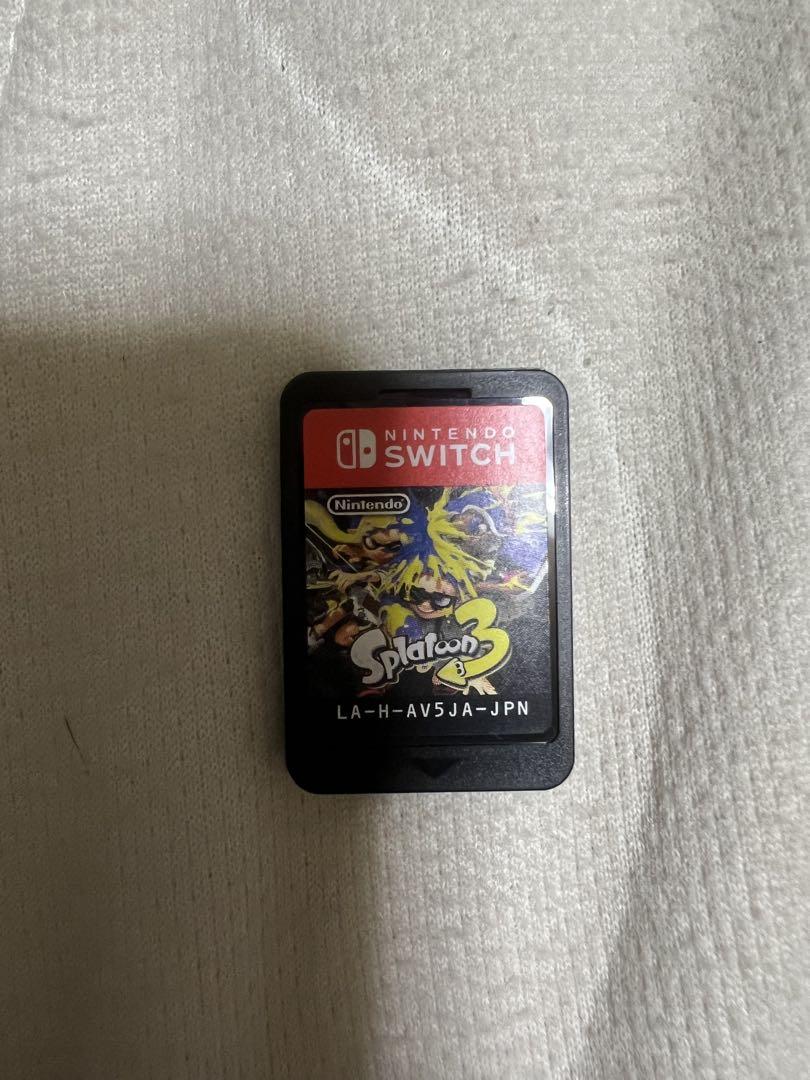 NINTENDO
SWITCH
Nintendo
Splatoon 3
LA-H-AV5JA-JPN